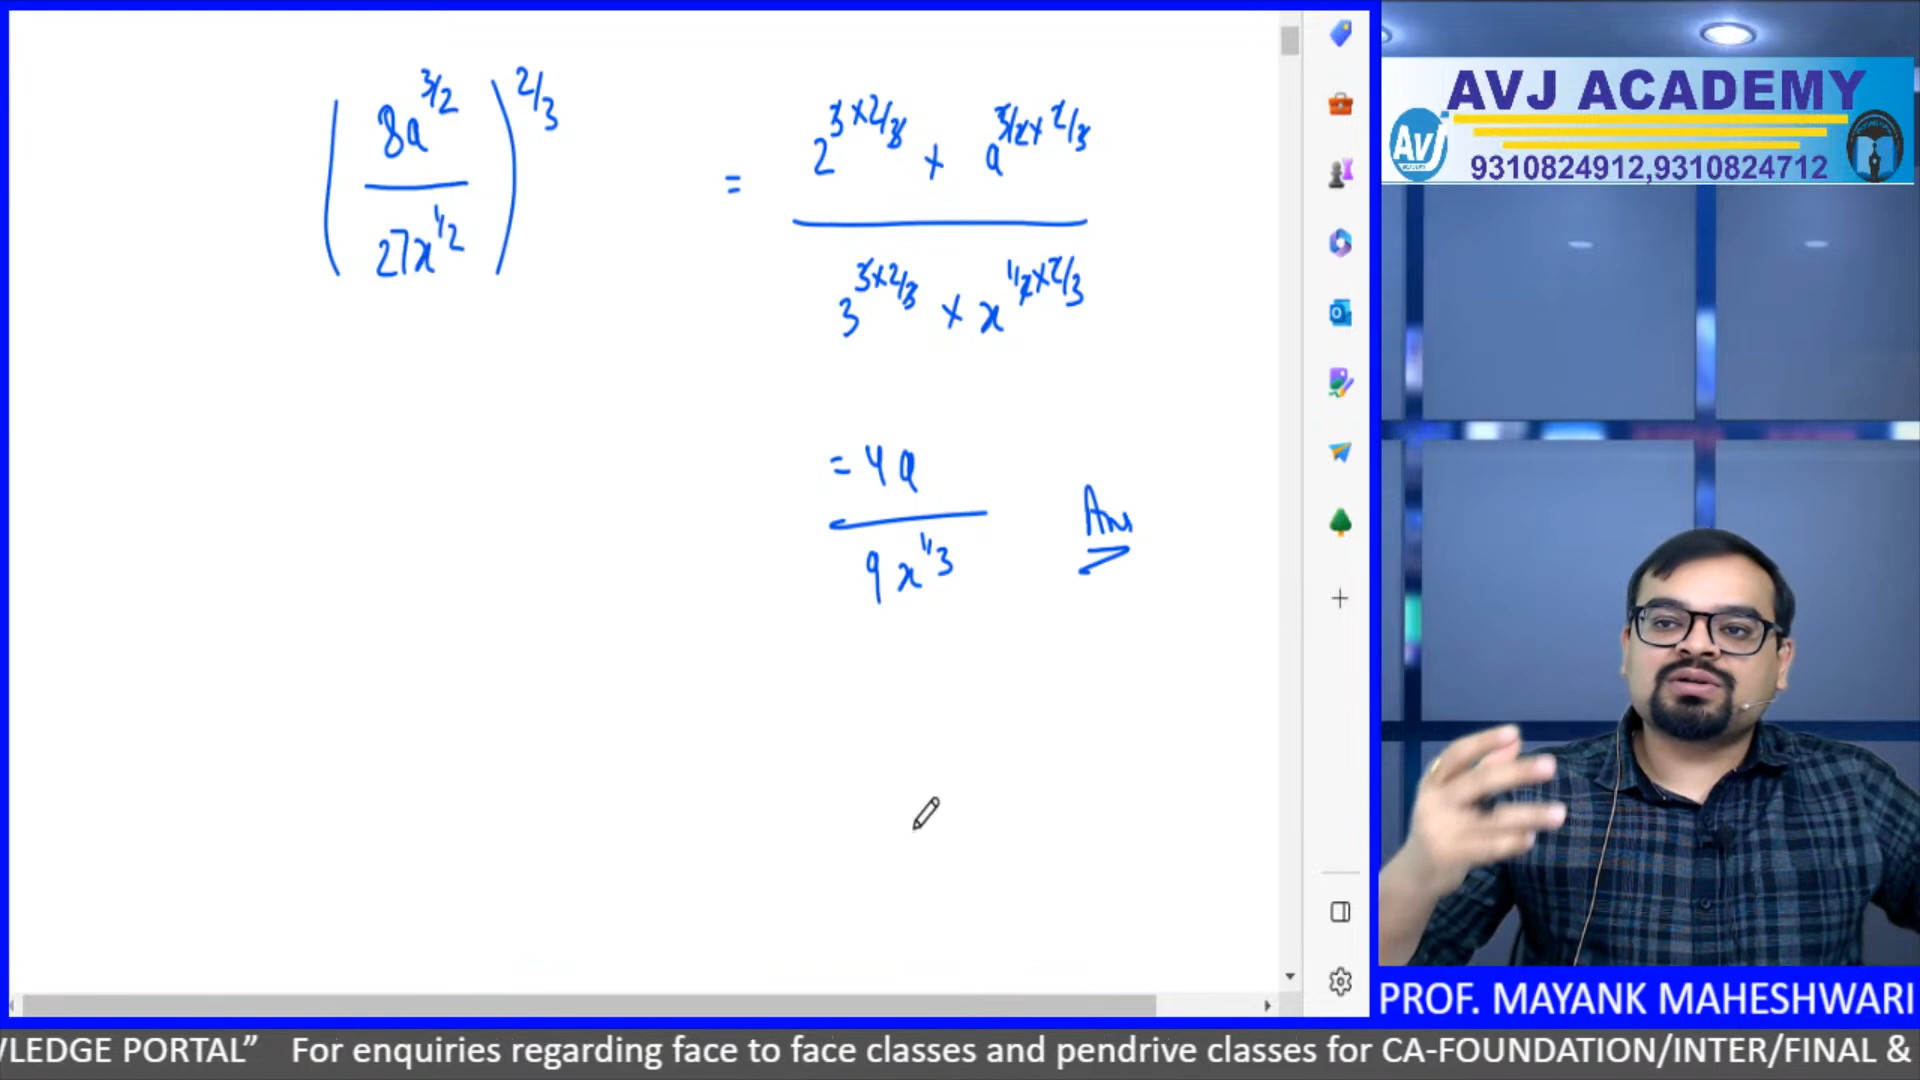 (8a^3/2 / 27x^1/2)^2/3 = 2^3×2/3 × a^3/2×2/3 / 3^3×2/3 × x^1/2×2/3
= 4a / 9x^1/3 Ans
AVJ ACADEMY
AVJ
9310824912,9310824712
PROF. MAYANK MAHESHWARI
VLEDGE PORTAL” For enquiries regarding face to face classes and pendrive classes for CA-FOUNDATION/INTER/FINAL &